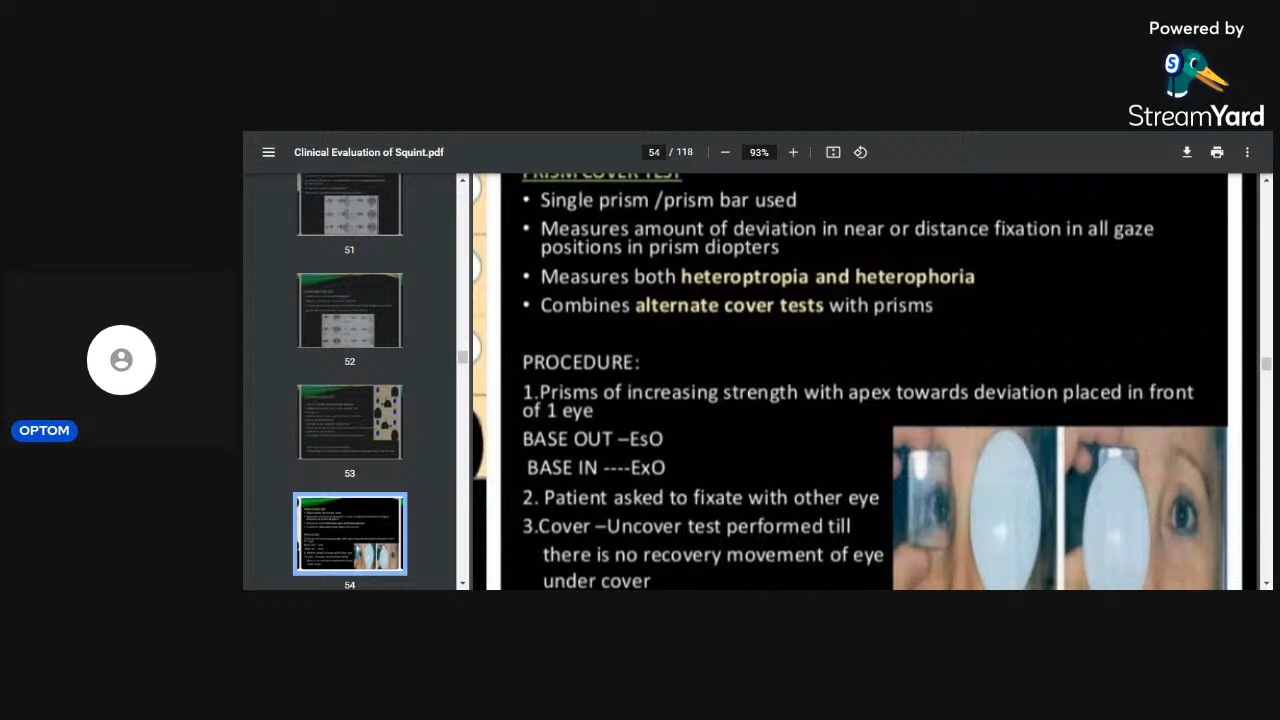 Powered by
S
StreamYard
Clinical Evaluation of Squint.pdf
54 / 118
93%
51
52
53
54
PRISM COVER TEST
• Single prism /prism bar used
• Measures amount of deviation in near or distance fixation in all gaze
positions in prism diopters
• Measures both heteroptropia and heterophoria
• Combines alternate cover tests with prisms
PROCEDURE:
1.Prisms of increasing strength with apex towards deviation placed in front
of 1 eye
BASE OUT –EsO
BASE IN ----ExO
2. Patient asked to fixate with other eye
3.Cover –Uncover test performed till
there is no recovery movement of eye
under cover
OPTOM